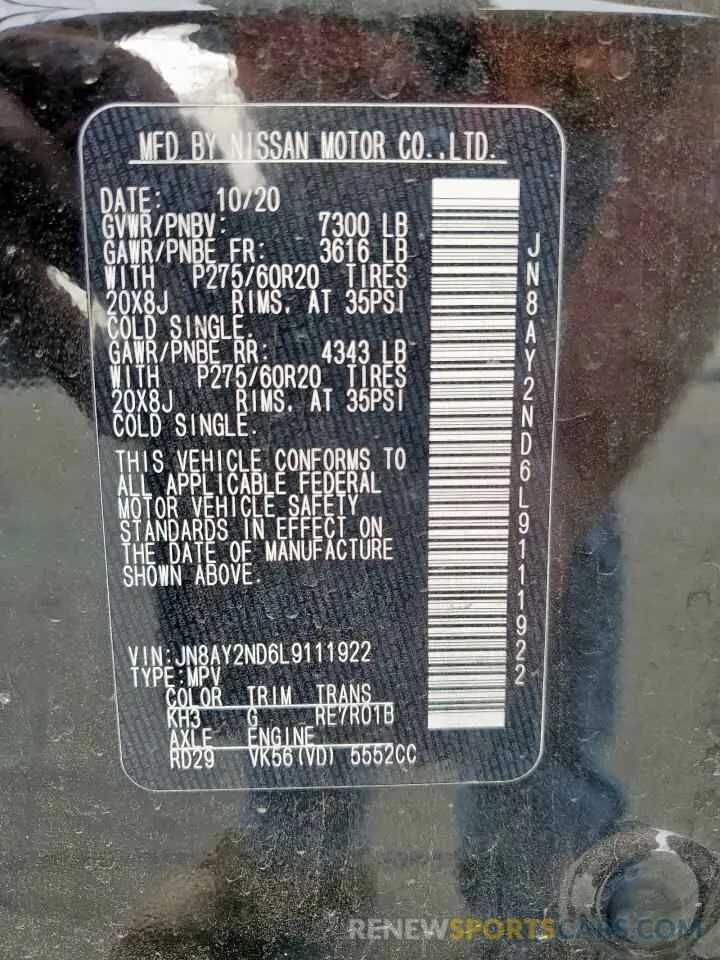 MFD BY NISSAN MOTOR CO.,LTD.
DATE: 10/20
GVWR/PNBV: 7300 LB
GAWR/PNBE FR: 3616 LB
WITH P275/60R20 TIRES
20X8J RIMS. AT 35PSI
COLD SINGLE.
GAWR/PNBE RR: 4343 LB
WITH P275/60R20 TIRES
20X8J RIMS. AT 35PSI
COLD SINGLE.
THIS VEHICLE CONFORMS TO
ALL APPLICABLE FEDERAL
MOTOR VEHICLE SAFETY
STANDARDS IN EFFECT ON
THE DATE OF MANUFACTURE
SHOWN ABOVE.
VIN:JN8AY2ND6L9111922
TYPE:MPV
COLOR TRIM TRANS
KH3 G RE7R01B
AXLE ENGINE
RD29 VK56(VD) 5552CC
JN8AY2ND6L9111922
RENEWSPORTSCARS.COM